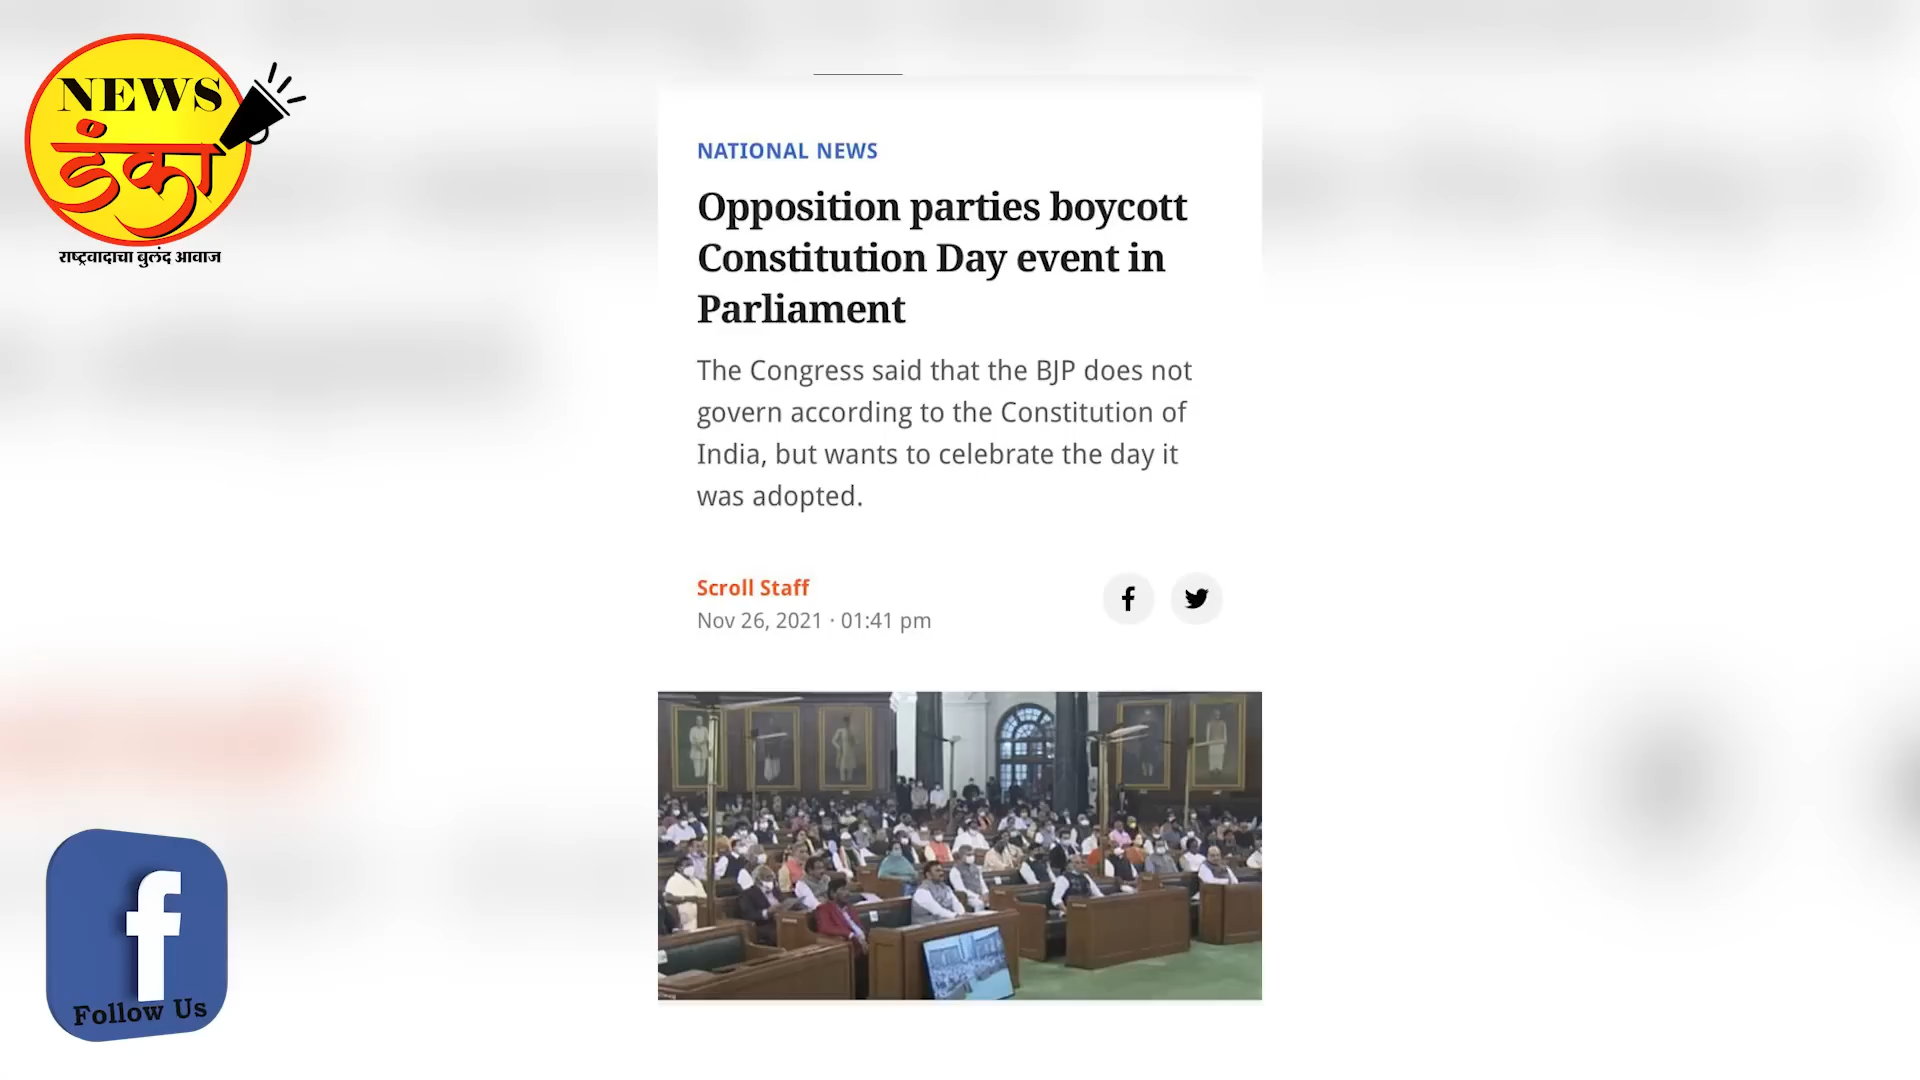 NEWS
डंका
राष्ट्रवादाचा बुलंद आवाज
NATIONAL NEWS
Opposition parties boycott
Constitution Day event in
Parliament
The Congress said that the BJP does not
govern according to the Constitution of
India, but wants to celebrate the day it
was adopted.
Scroll Staff
Nov 26, 2021 · 01:41 pm
Follow Us